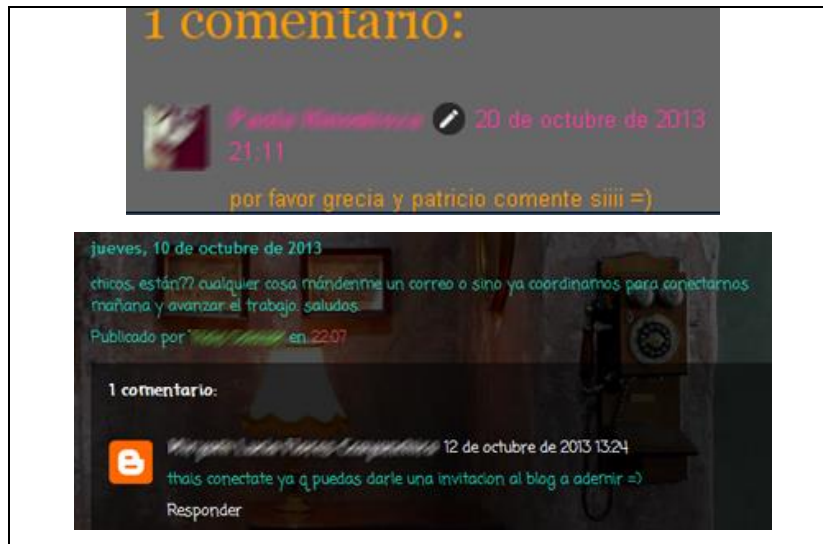 1 comentario:
20 de octubre de 2013
21:11
por favor grecia y patricio comente siiii =)
jueves, 10 de octubre de 2013
chicos, están?? cualquier cosa mándenme un correo o sino ya coordinamos para conectarnos
mañana y avanzar el trabajo. saludos.
Publicado por en 22:07
1 comentario:
12 de octubre de 2013 13:24
thais conectate ya q puedas darle una invitacion al blog a ademir =)
Responder